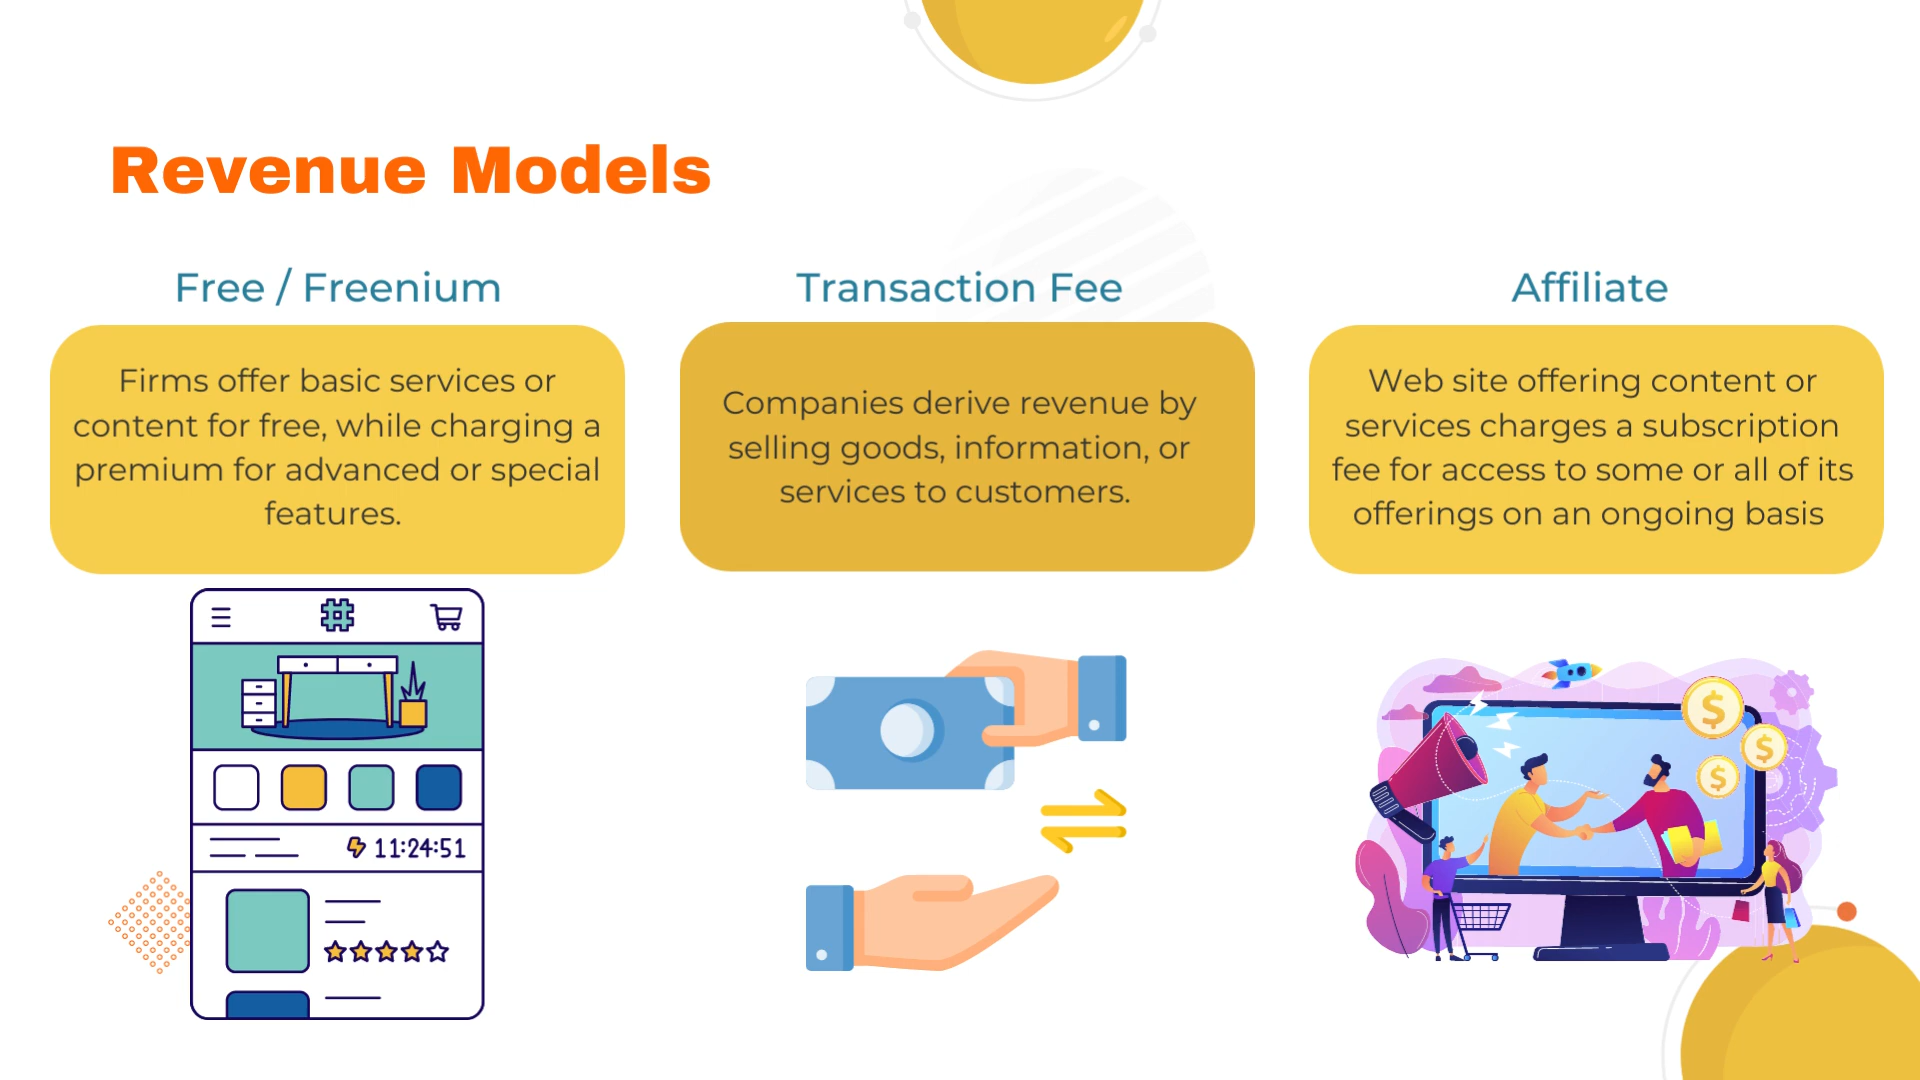 Revenue Models
Free / Freenium
Firms offer basic services or
content for free, while charging a
premium for advanced or special
features.
Transaction Fee
Companies derive revenue by
selling goods, information, or
services to customers.
Affiliate
Web site offering content or
services charges a subscription
fee for access to some or all of its
offerings on an ongoing basis
11:24:51
$
$
$